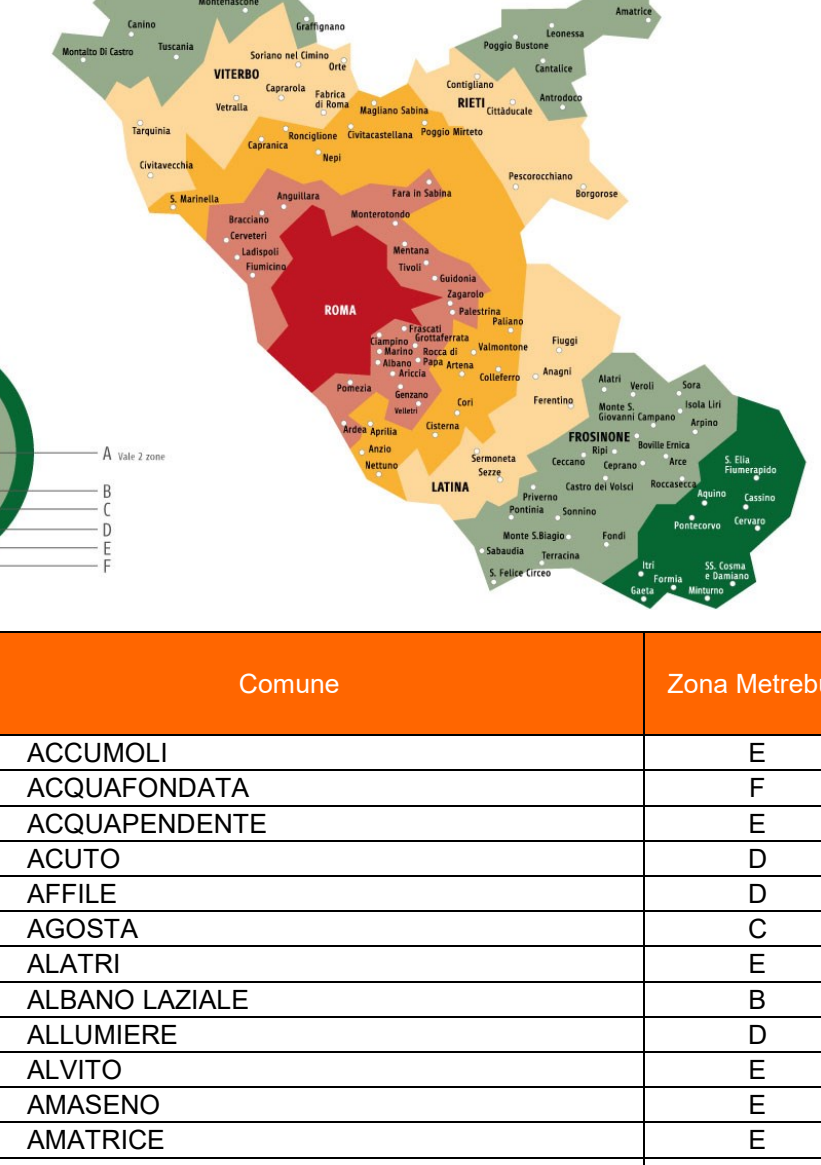 Montefiascone
Canino
Graffignano
Montalto Di Castro
Tuscania
Soriano nel Cimino
Orte
VITERBO
Caprarola
Fabrica
di Roma
Vetralla
Tarquinia
Civitavecchia
S. Marinella
Capranica
Ronciglione
Nepi
Civitacastellana
Magliano Sabina
Poggio Mirteto
Amatrice
Leonessa
Poggio Bustone
Cantalice
Contigliano
RIETI
Cittàducale
Antrodoco
Pescorocchiano
Borgorose
Anguillara
Fara in Sabina
Bracciano
Monterotondo
Cerveteri
Ladispoli
Fiumicino
Mentana
Tivoli
Guidonia
Zagarolo
Palestrina
ROMA
Paliano
Frascati
Grottaferrata
Ciampino
Marino
Rocca di
Papa
Albano
Ariccia
Valmontone
Artena
Colleferro
Fiuggi
Anagni
Ferentino
Pomezia
Genzano
Velletri
Cori
Ardea
Aprilia
Cisterna
Anzio
Nettuno
Alatri
Veroli
Sora
Monte S.
Giovanni Campano
Isola Liri
Arpino
FROSINONE
Boville Ernica
Ripi
Ceccano
Ceprano
Arce
Castro dei Volsci
Roccasecca
S. Elia
Fiumerapido
Aquino
Cassino
Pontecorvo
Cervaro
Sermoneta
Sezze
LATINA
Priverno
Pontinia
Sonnino
Monte S.Biagio
Fondi
Sabaudia
Terracina
S. Felice Circeo
Itri
Formia
SS. Cosma
e Damiano
Gaeta
Minturno
A Vale 2 zone
B
C
D
E
F
Comune Zona Metrebu
ACCUMOLI E
ACQUAFONDATA F
ACQUAPENDENTE E
ACUTO D
AFFILE D
AGOSTA C
ALATRI E
ALBANO LAZIALE B
ALLUMIERE D
ALVITO E
AMASENO E
AMATRICE E